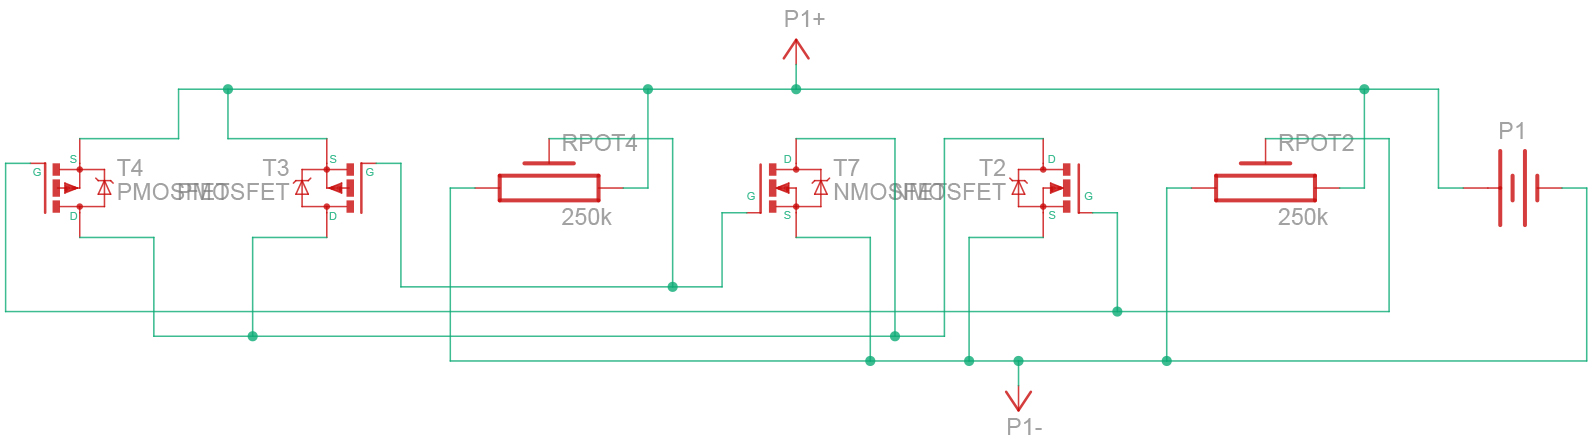 P1+
S
G
D
T4
PMOSFET
T3
PMOSFET
S
G
D
RPOT4
250k
D
G
S
T7
NMOSFET
T2
NMOSFET
D
G
S
RPOT2
250k
P1
P1-